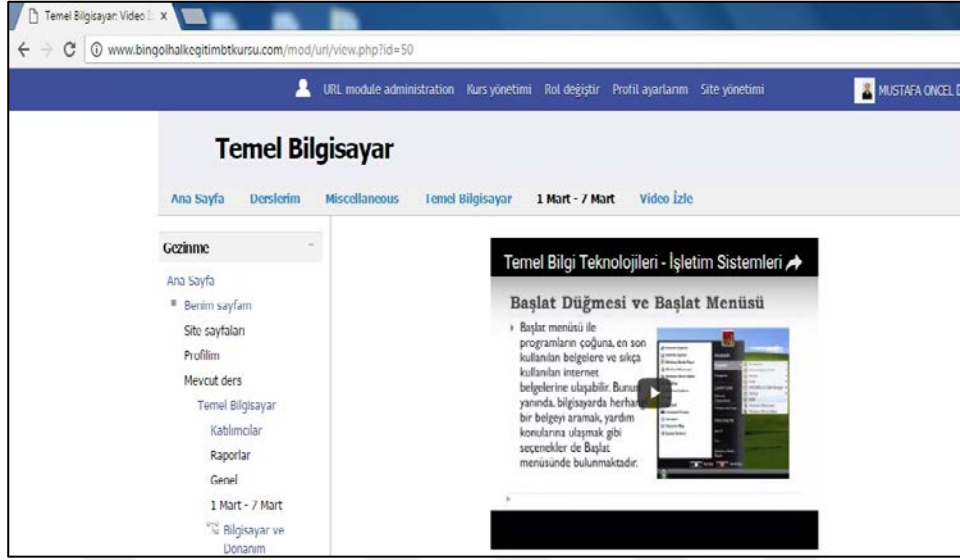 Temel Bilgisayar: Video İ
www.bingolhalkegitimbtkursu.com/mod/url/view.php?id=50
URL module administration Kurs yönetimi Rol değiştir Profil ayarlarım Site yönetimi MUSTAFA ONCEL
Temel Bilgisayar
Ana Sayfa Derslerim Miscellaneous Temel Bilgisayar 1 Mart - 7 Mart Video İzle
Gezinme
Ana Sayfa
Benim sayfam
Site sayfaları
Profilim
Mevcut ders
Temel Bilgisayar
Katılımcılar
Raporlar
Genel
1 Mart - 7 Mart
Bilgisayar ve
Donanım
Temel Bilgi Teknolojileri - İşletim Sistemleri
Başlat Düğmesi ve Başlat Menüsü
Başlat menüsü ile
programların çoğuna, en son
kullanılan belgelere ve sıkça
kullanılan internet
belgelerine ulaşabilir. Bunun
yanında, bilgisayarda herhang
bir belgeyi aramak, yardım
konularına ulaşmak gibi
seçenekler de Başlat
menüsünde bulunmaktadır.